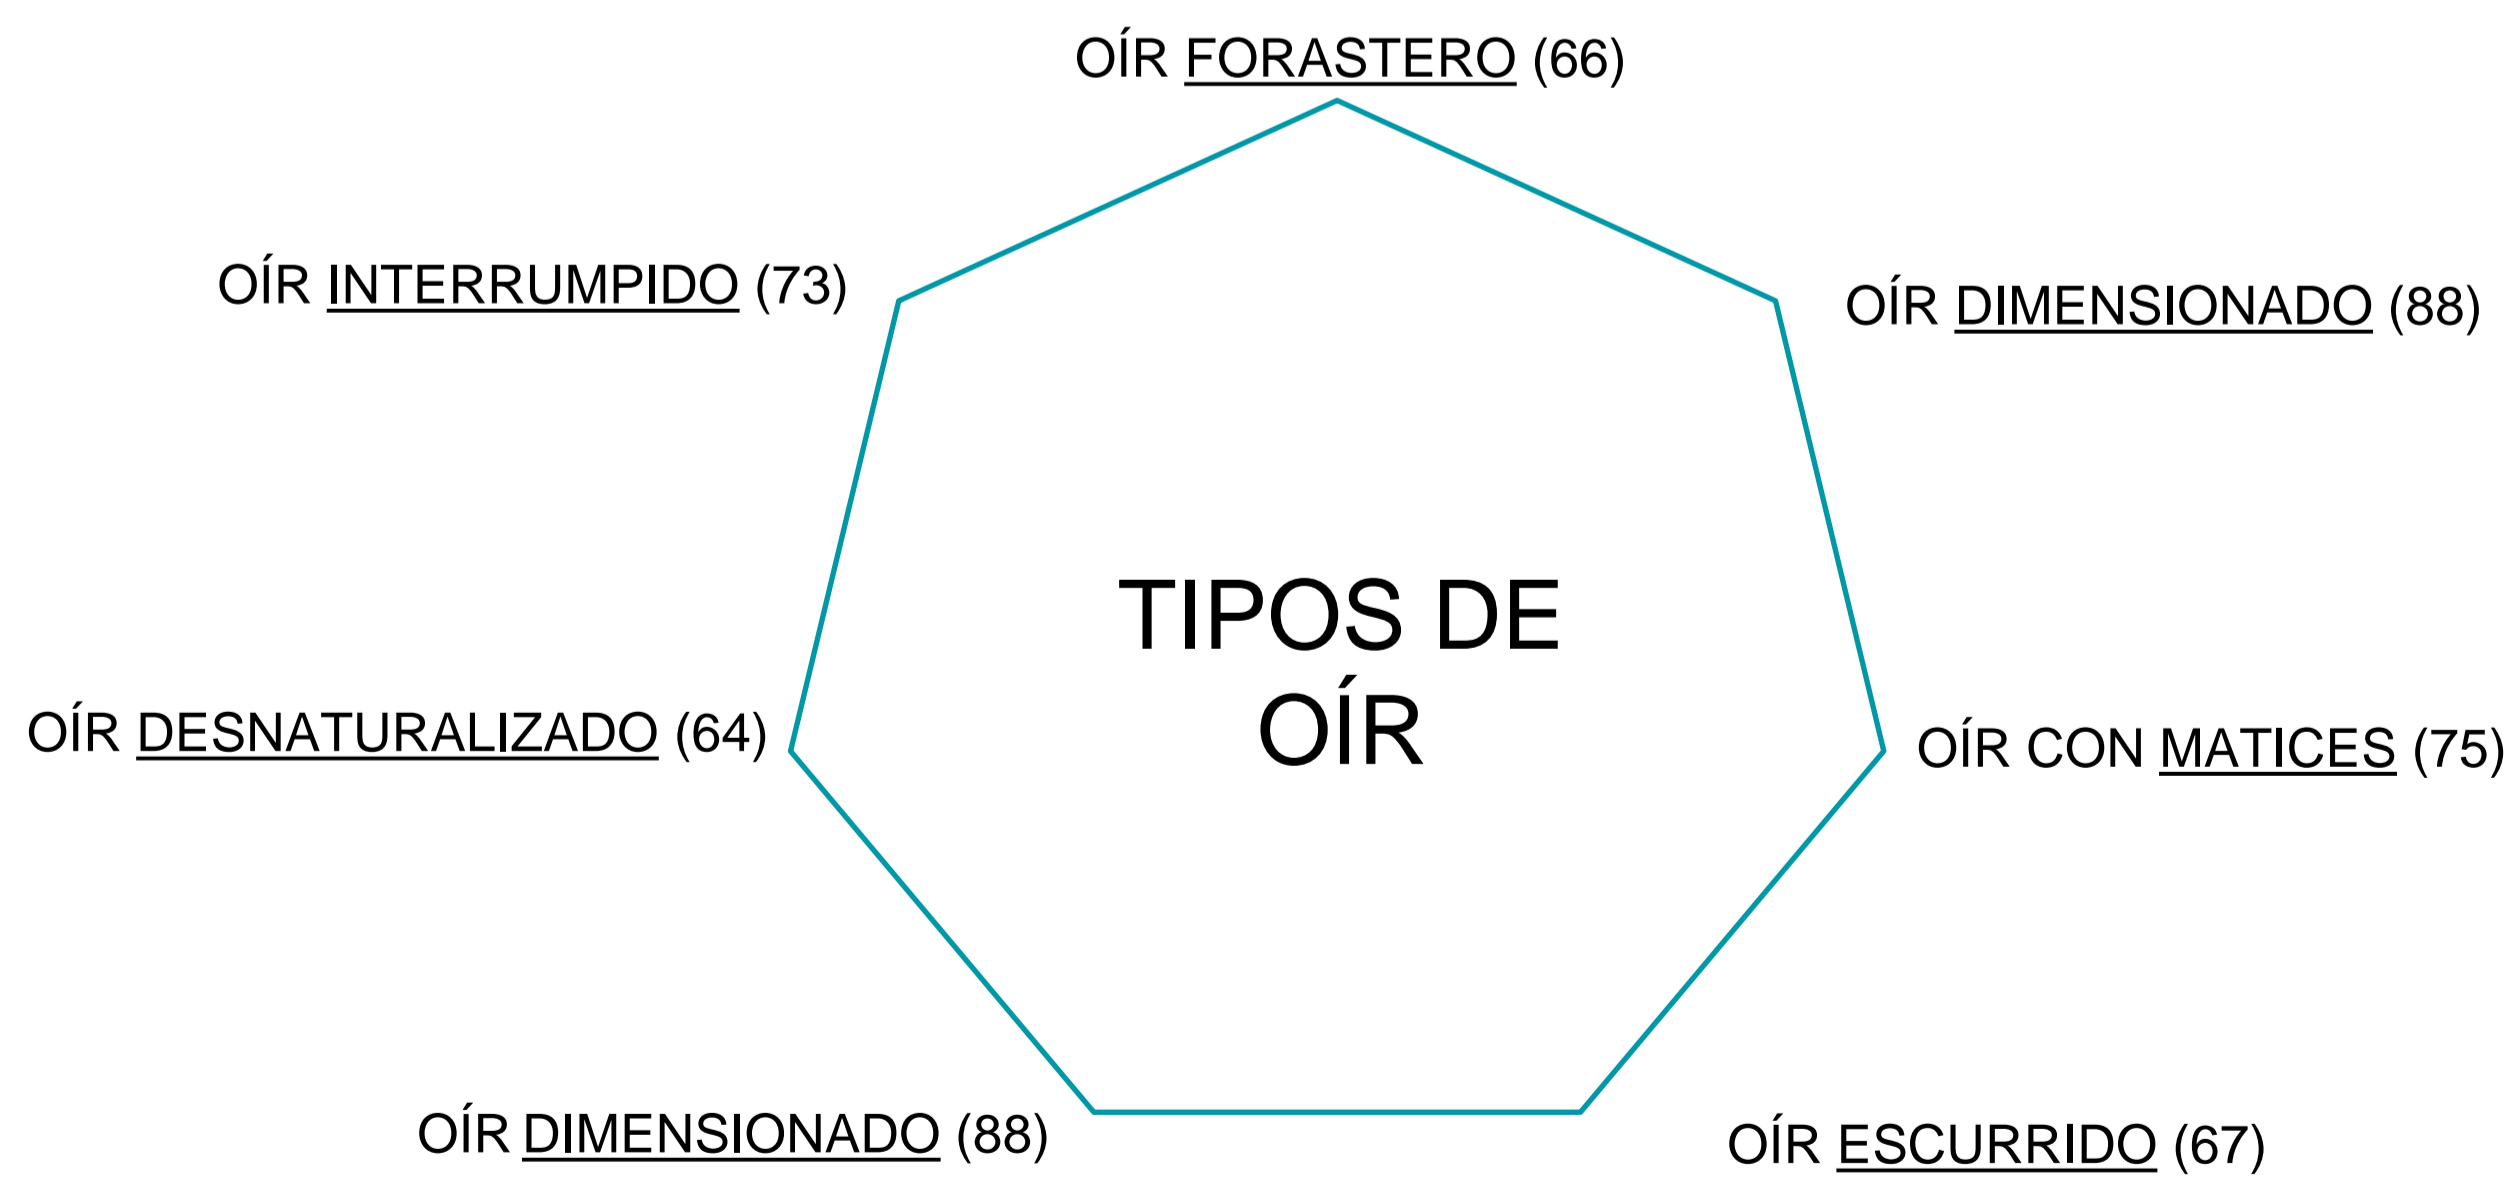 OÍR FORASTERO (66)
OÍR INTERRUMPIDO (73)
OÍR DIMENSIONADO (88)
TIPOS DE
OÍR
OÍR DESNATURALIZADO (64)
OÍR CON MATICES (75)
OÍR DIMENSIONADO (88)
OÍR ESCURRIDO (67)